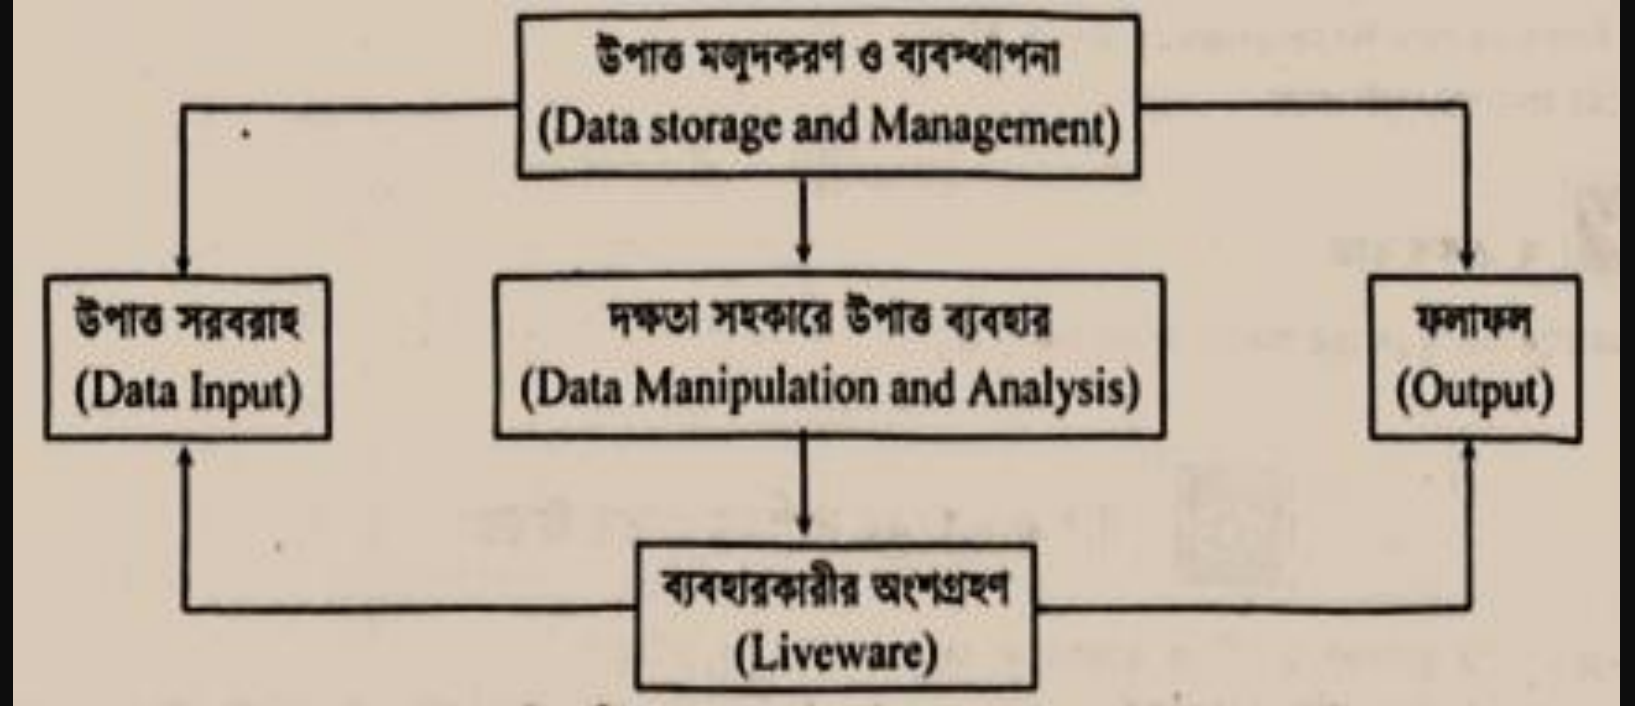 উপাত্ত মজুদকরণ ও ব্যবস্থাপনা
(Data storage and Management)
উপাত্ত সরবরাহ
(Data Input)
দক্ষতা সহকারে উপাত্ত ব্যবহার
(Data Manipulation and Analysis)
ফলাফল
(Output)
ব্যবহারকারীর অংশগ্রহণ
(Liveware)